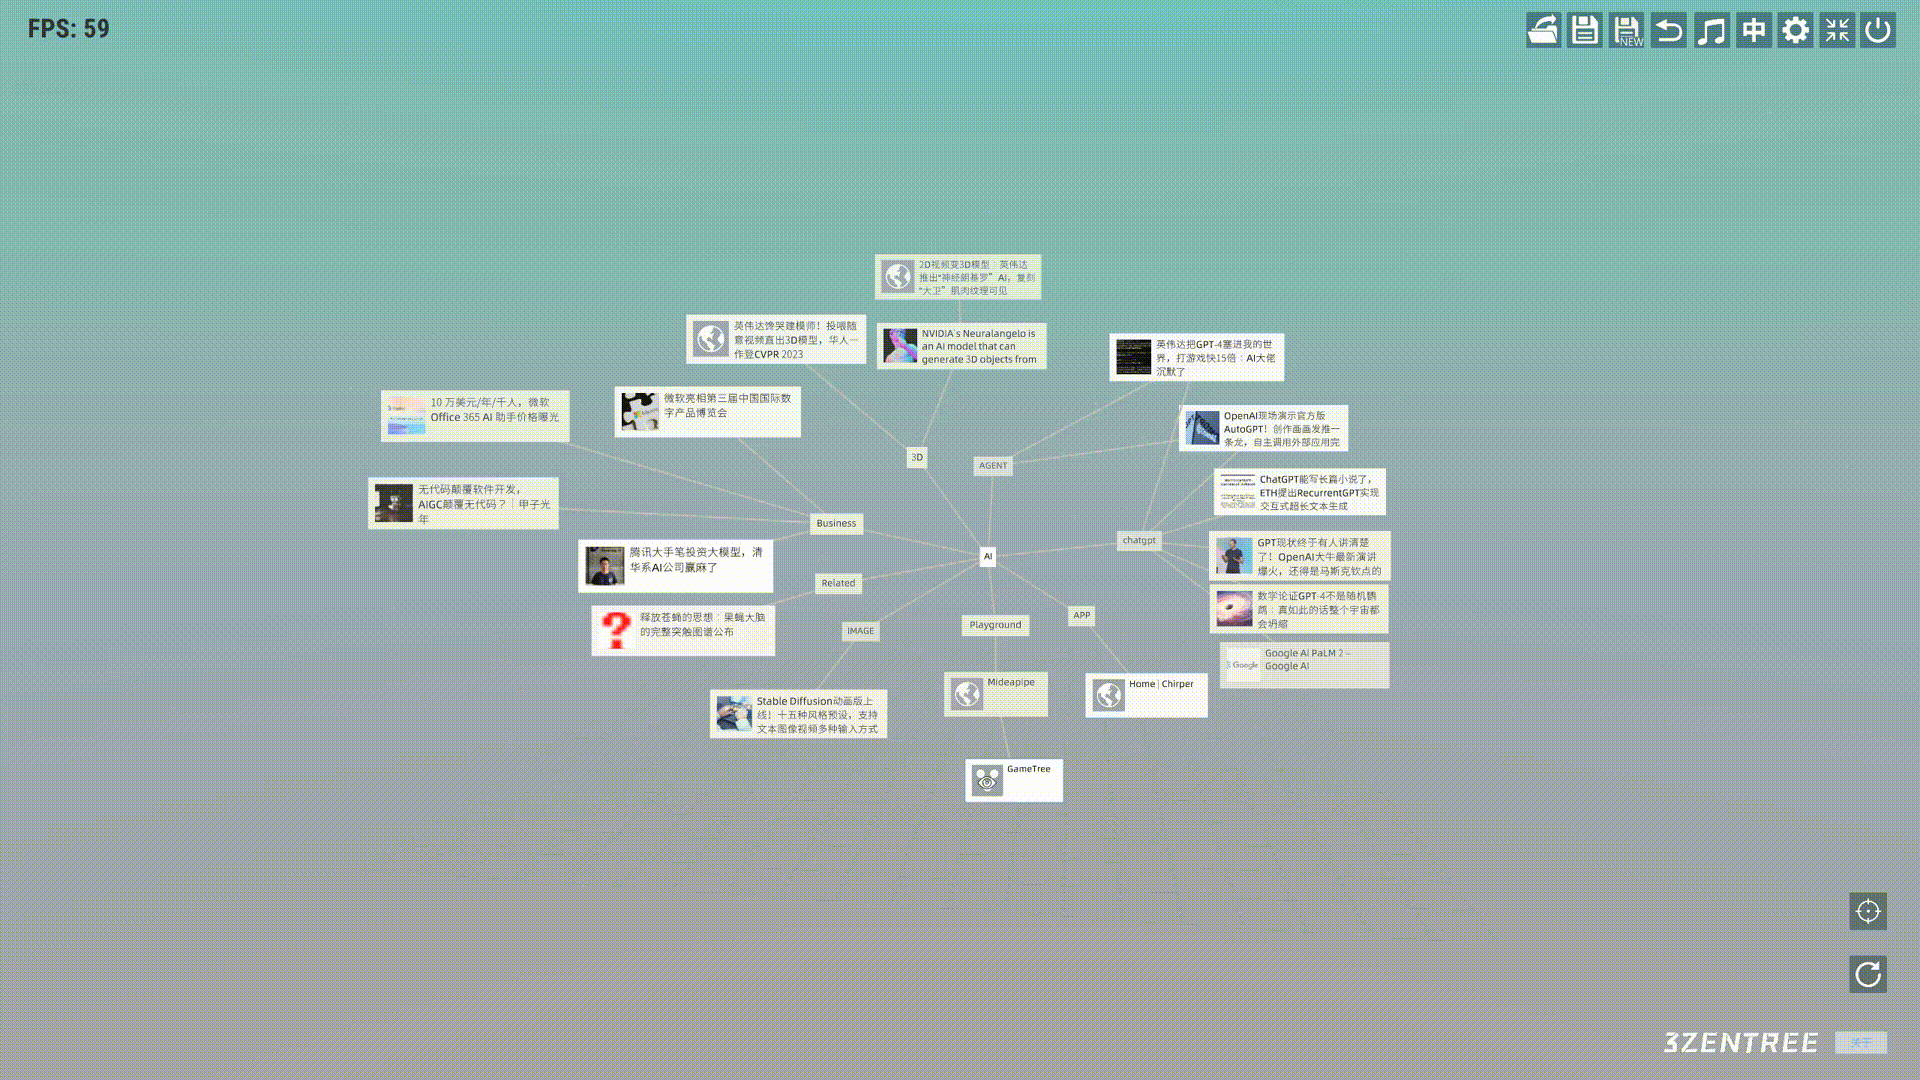 FPS: 59
NEW
中
2D视频变3D模型：英伟达
推出“神经朗基罗”AI，复刻
“大卫”肌肉纹理可见
英伟达馋哭建模师！投喂随
意视频直出3D模型，华人一
作登CVPR 2023
NVIDIA's Neuralangelo is
an AI model that can
generate 3D objects from
英伟达把GPT-4塞进我的世
界，打游戏快15倍：AI大佬
沉默了
10 万美元/年/千人，微软
Office 365 AI 助手价格曝光
微软亮相第三届中国国际数
字产品博览会
OpenAI现场演示官方版
AutoGPT！创作画画发推一
条龙，自主调用外部应用完
3D
AGENT
无代码颠覆软件开发，
AIGC颠覆无代码？｜甲子光
年
ChatGPT能写长篇小说了，
ETH提出RecurrentGPT实现
交互式超长文本生成
Business
chatgpt
AI
腾讯大手笔投资大模型，清
华系AI公司赢麻了
GPT现状终于有人讲清楚
了！OpenAI大牛最新演讲
爆火，还得是马斯克钦点的
Related
数学论证GPT-4不是随机鹦
鹉：真如此的话整个宇宙都
会坍缩
释放苍蝇的思想：果蝇大脑
的完整突触图谱公布
IMAGE
Playground
APP
Google
Google AI PaLM 2 –
Google AI
Mideapipe
Home | Chirper
Stable Diffusion动画版上
线！十五种风格预设，支持
文本图像视频多种输入方式
GameTree
3ZENTREE
关于